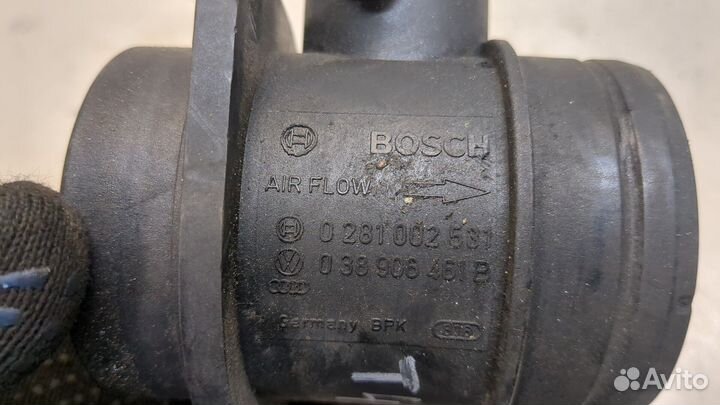 BOSCH
AIR FLOW
0 281 002 531
038 906 461 B
Germany BPK
Avito